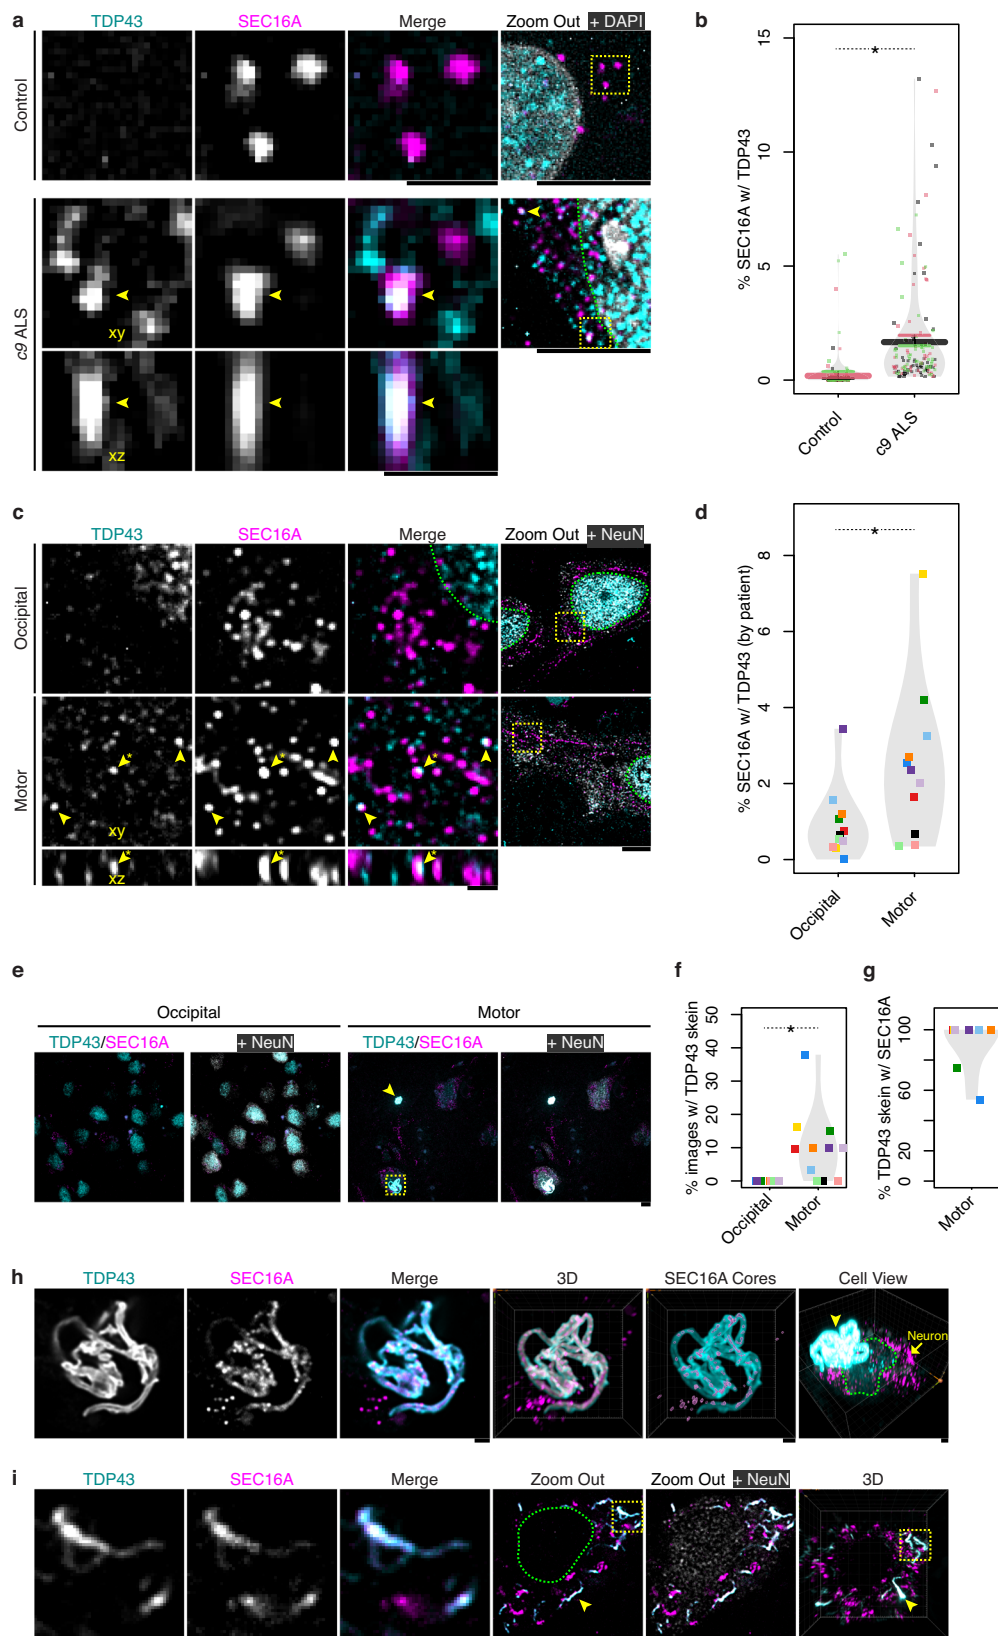 a
TDP43 SEC16A Merge Zoom Out + DAPI
Control
c9 ALS
xy
xz
b
% SEC16A w/ TDP43
15
10
5
0
*
Control c9 ALS
c
TDP43 SEC16A Merge Zoom Out + NeuN
Occipital
Motor
*
*
*
xy
*
*
*
xz
d
% SEC16A w/ TDP43 (by patient)
8
6
4
2
0
*
Occipital Motor
e
Occipital Motor
TDP43/SEC16A + NeuN TDP43/SEC16A + NeuN
f
% images w/ TDP43 skein
50
40
30
20
10
0
*
Occipital Motor
g
% TDP43 skein w/ SEC16A
100
60
20
0
Motor
h
TDP43 SEC16A Merge 3D SEC16A Cores Cell View
Neuron
i
TDP43 SEC16A Merge Zoom Out Zoom Out + NeuN 3D